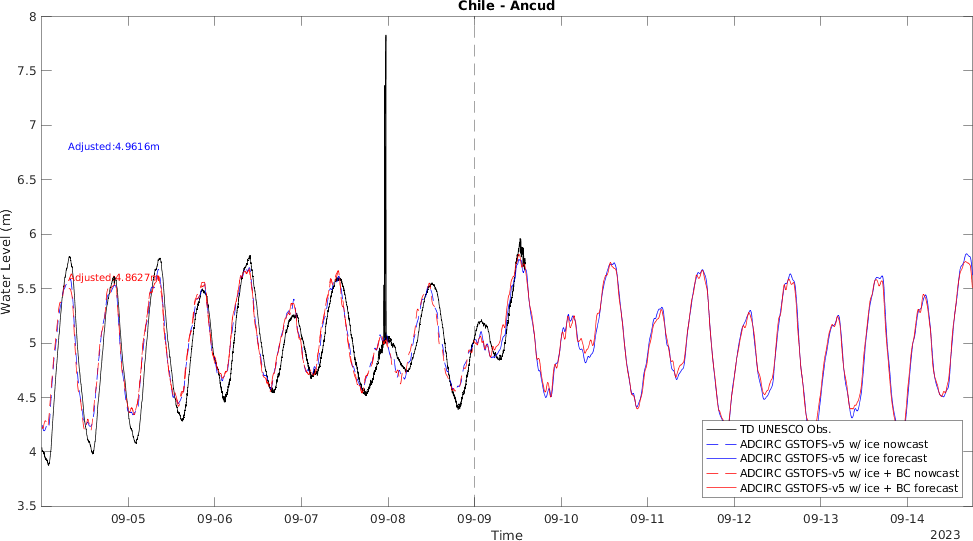 Chile - Ancud
8
7.5
7
Adjusted:4.9616m
6.5
6
Adjusted:4.8627m
5.5
5
4.5
4
3.5
Water Level (m)
TD UNESCO Obs.
ADCIRC GSTOFS-v5 w/ ice nowcast
ADCIRC GSTOFS-v5 w/ ice forecast
ADCIRC GSTOFS-v5 w/ ice + BC nowcast
ADCIRC GSTOFS-v5 w/ ice + BC forecast
09-05 09-06 09-07 09-08 09-09 09-10 09-11 09-12 09-13 09-14
Time
2023